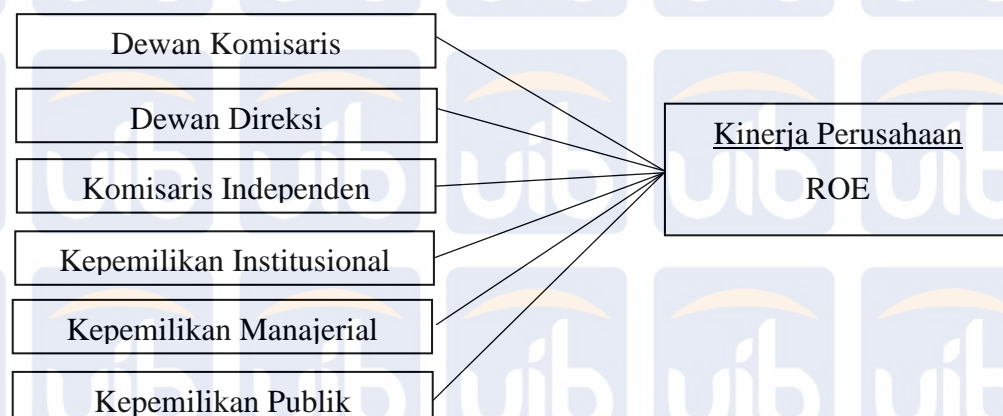 Dewan Komisaris
Dewan Direksi
Komisaris Independen
Kepemilikan Institusional
Kepemilikan Manajerial
Kepemilikan Publik
Kinerja Perusahaan
ROE